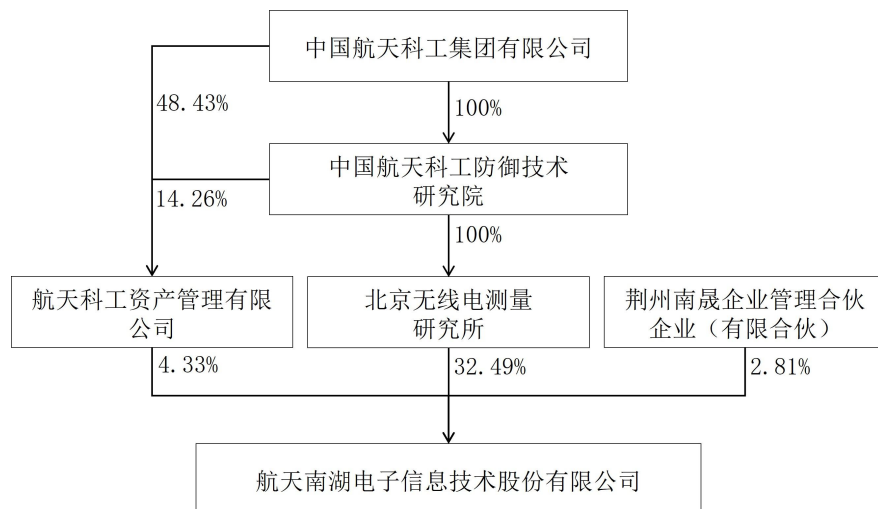 中国航天科工集团有限公司
48.43%
100%
中国航天科工防御技术
研究院
14.26%
100%
航天科工资产管理有限
公司
北京无线电测量
研究所
荆州南晟企业管理合伙
企业（有限合伙）
4.33%
32.49%
2.81%
航天南湖电子信息技术股份有限公司